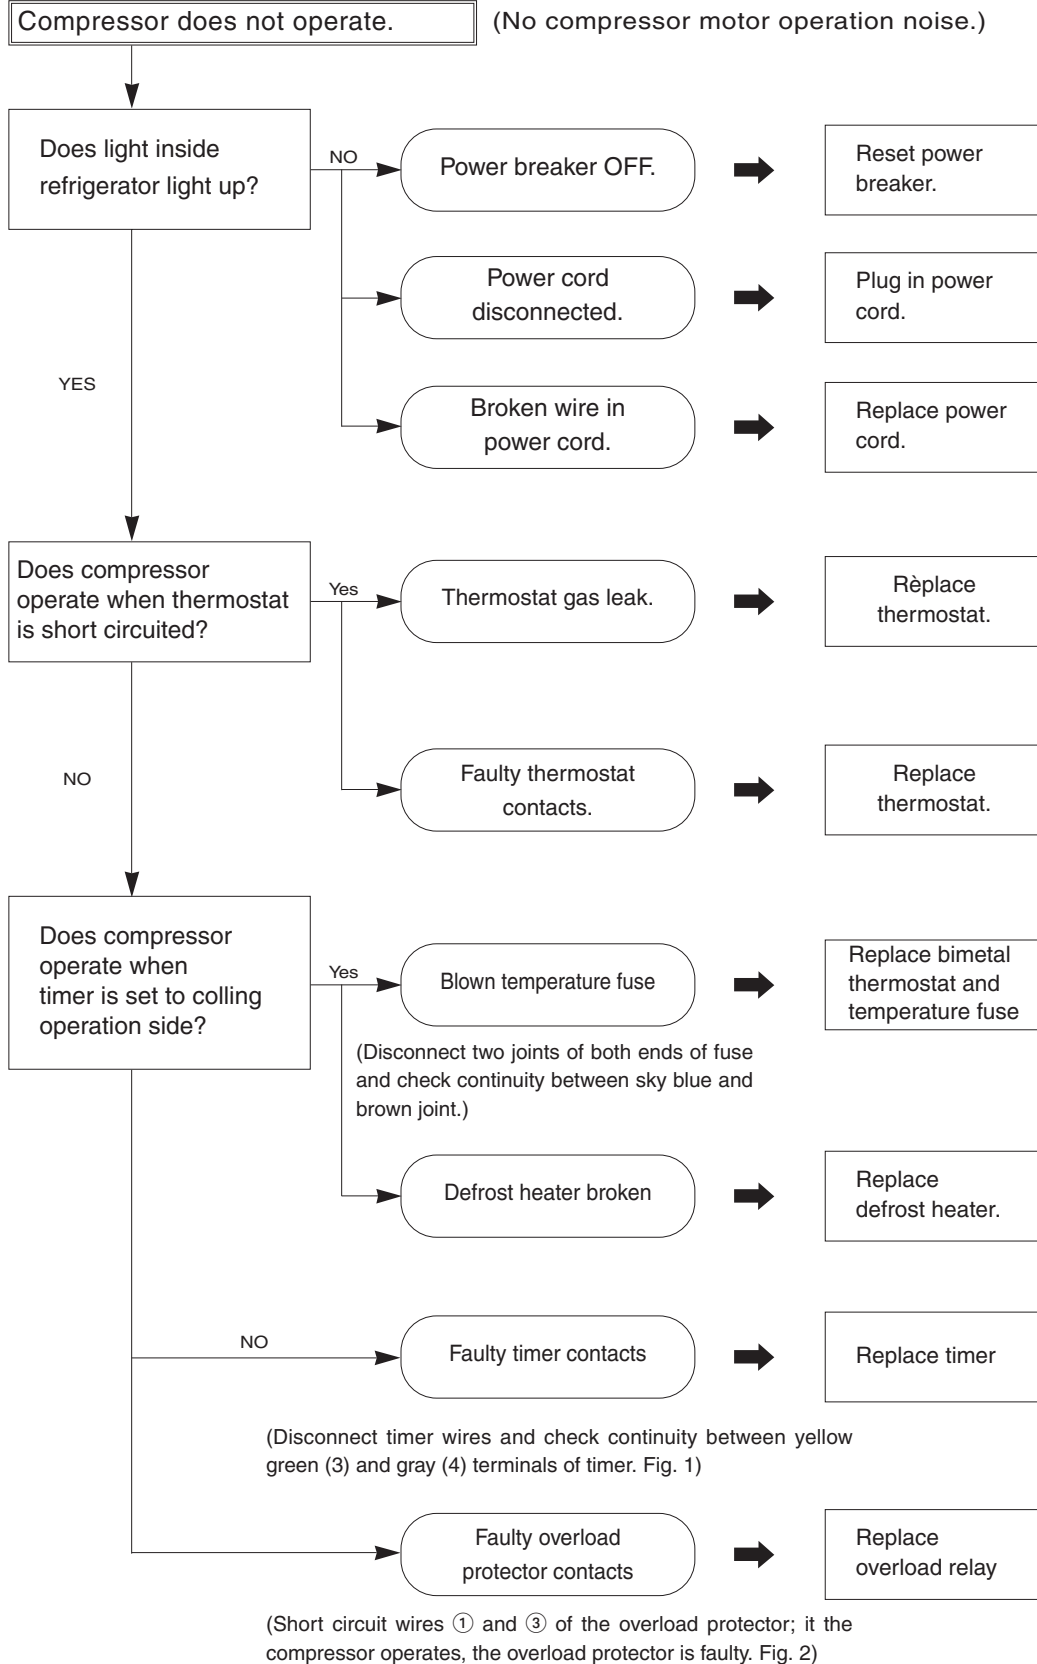 Compressor does not operate.
(No compressor motor operation noise.)
Does light inside
refrigerator light up?
NO
Power breaker OFF.
Reset power
breaker.
Power cord
disconnected.
Plug in power
cord.
YES
Broken wire in
power cord.
Replace power
cord.
Does compressor
operate when thermostat
is short circuited?
Yes
Thermostat gas leak.
Rèplace
thermostat.
NO
Faulty thermostat
contacts.
Replace
thermostat.
Does compressor
operate when
timer is set to colling
operation side?
Yes
Blown temperature fuse
Replace bimetal
thermostat and
temperature fuse
(Disconnect two joints of both ends of fuse
and check continuity between sky blue and
brown joint.)
Defrost heater broken
Replace
defrost heater.
NO
Faulty timer contacts
Replace timer
(Disconnect timer wires and check continuity between yellow
green (3) and gray (4) terminals of timer. Fig. 1)
Faulty overload
protector contacts
Replace
overload relay
(Short circuit wires ① and ③ of the overload protector; it the
compressor operates, the overload protector is faulty. Fig. 2)